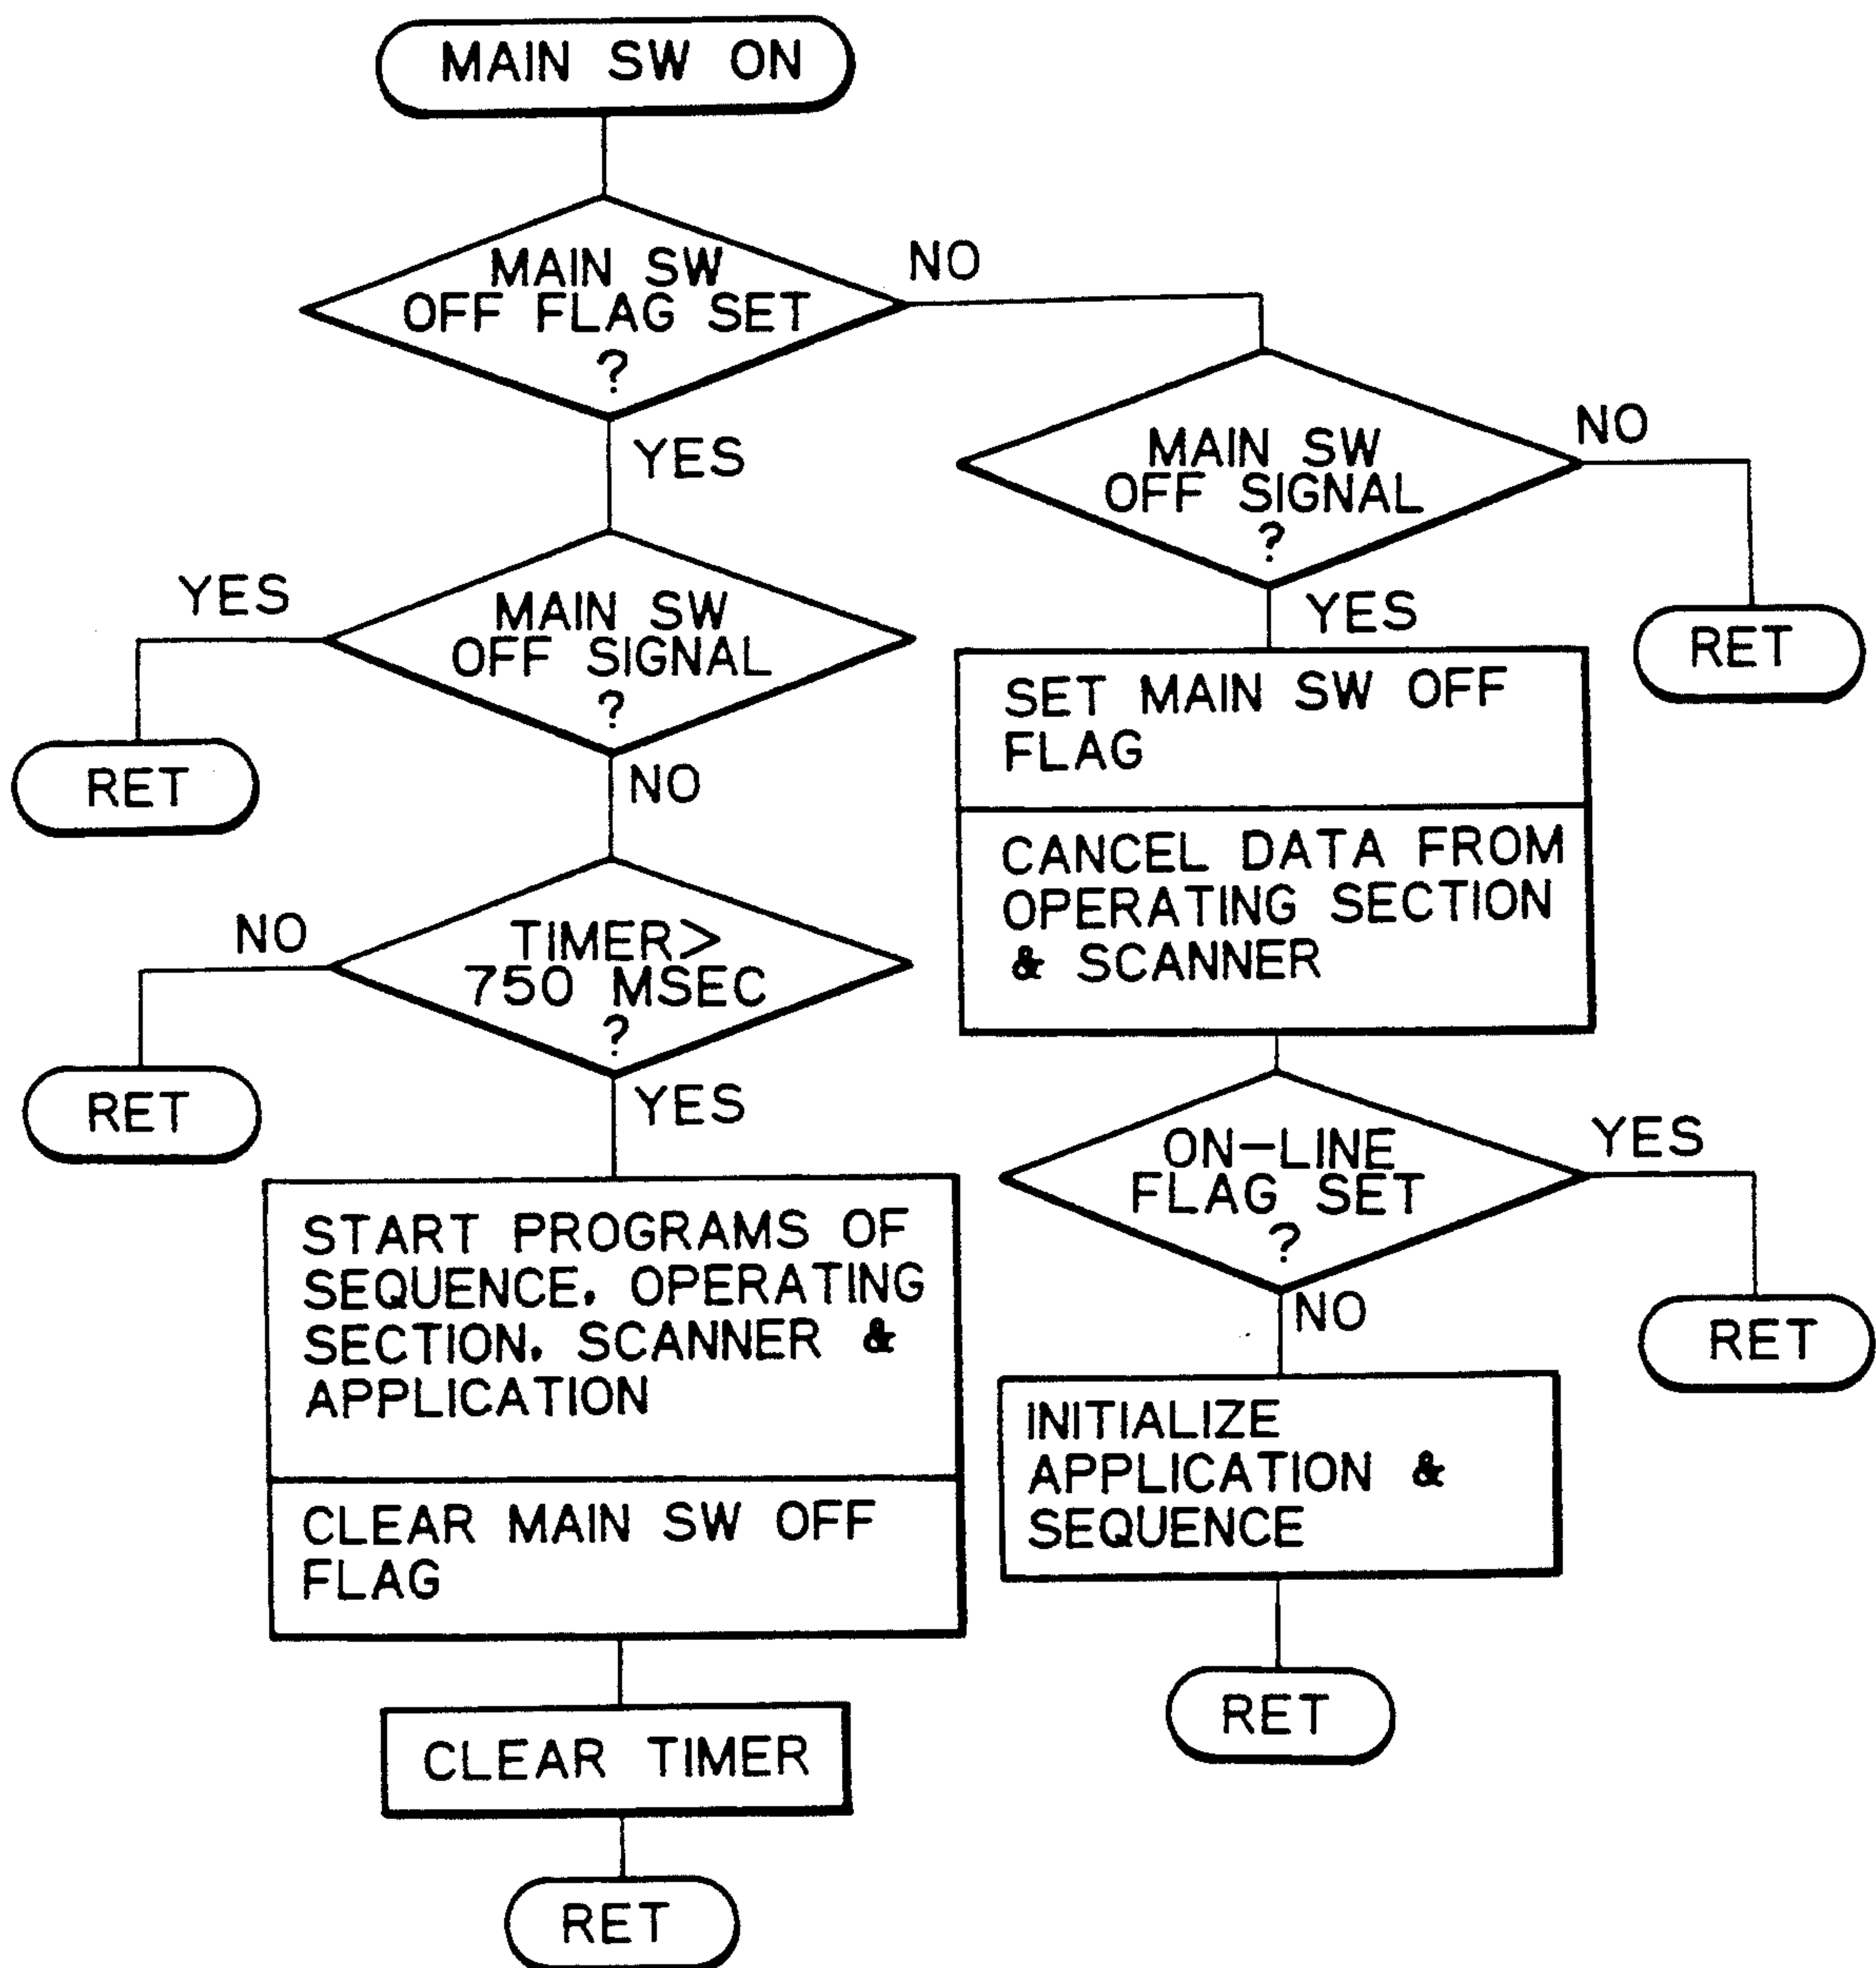 MAIN SW ON
MAIN SW
OFF FLAG SET
?
NO
YES
MAIN SW
OFF SIGNAL
?
NO
RET
YES
MAIN SW
OFF SIGNAL
?
YES
RET
NO
SET MAIN SW OFF
FLAG
CANCEL DATA FROM
OPERATING SECTION
& SCANNER
TIMER>
750 MSEC
?
NO
RET
YES
ON-LINE
FLAG SET
?
YES
RET
NO
START PROGRAMS OF
SEQUENCE, OPERATING
SECTION, SCANNER &
APPLICATION
CLEAR MAIN SW OFF
FLAG
INITIALIZE
APPLICATION &
SEQUENCE
RET
CLEAR TIMER
RET